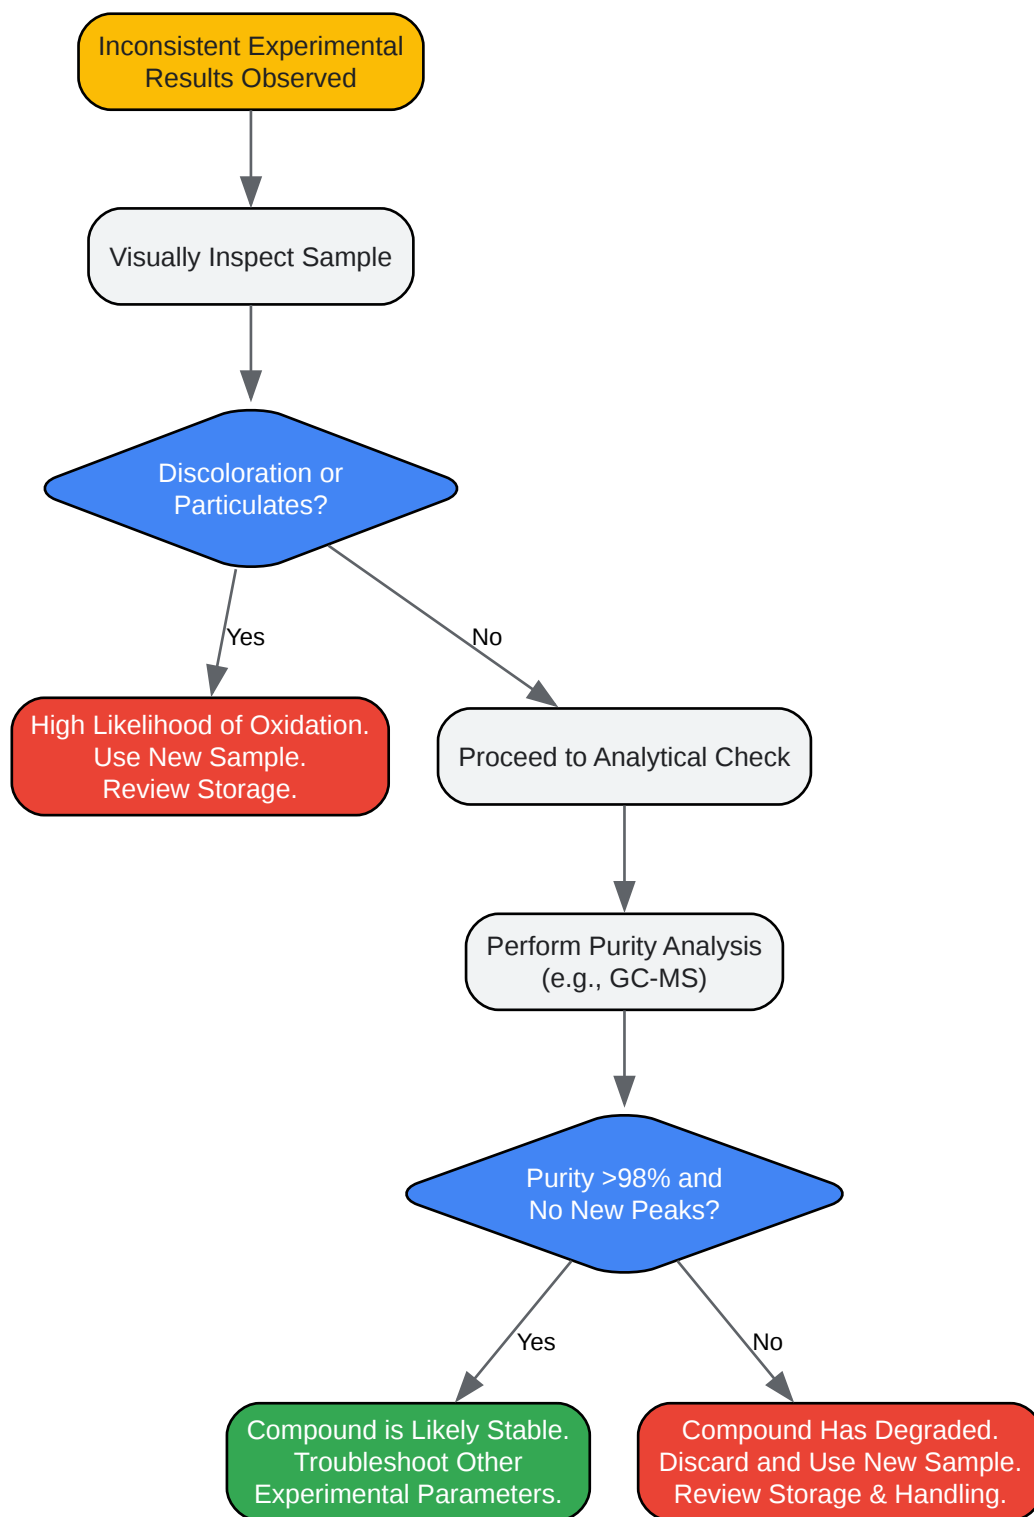 Inconsistent Experimental
Results Observed
Visually Inspect Sample
Discoloration or
Particulates?
Yes
No
High Likelihood of Oxidation.
Use New Sample.
Review Storage.
Proceed to Analytical Check
Perform Purity Analysis
(e.g., GC-MS)
Purity >98% and
No New Peaks?
Yes
No
Compound is Likely Stable.
Troubleshoot Other
Experimental Parameters.
Compound Has Degraded.
Discard and Use New Sample.
Review Storage & Handling.